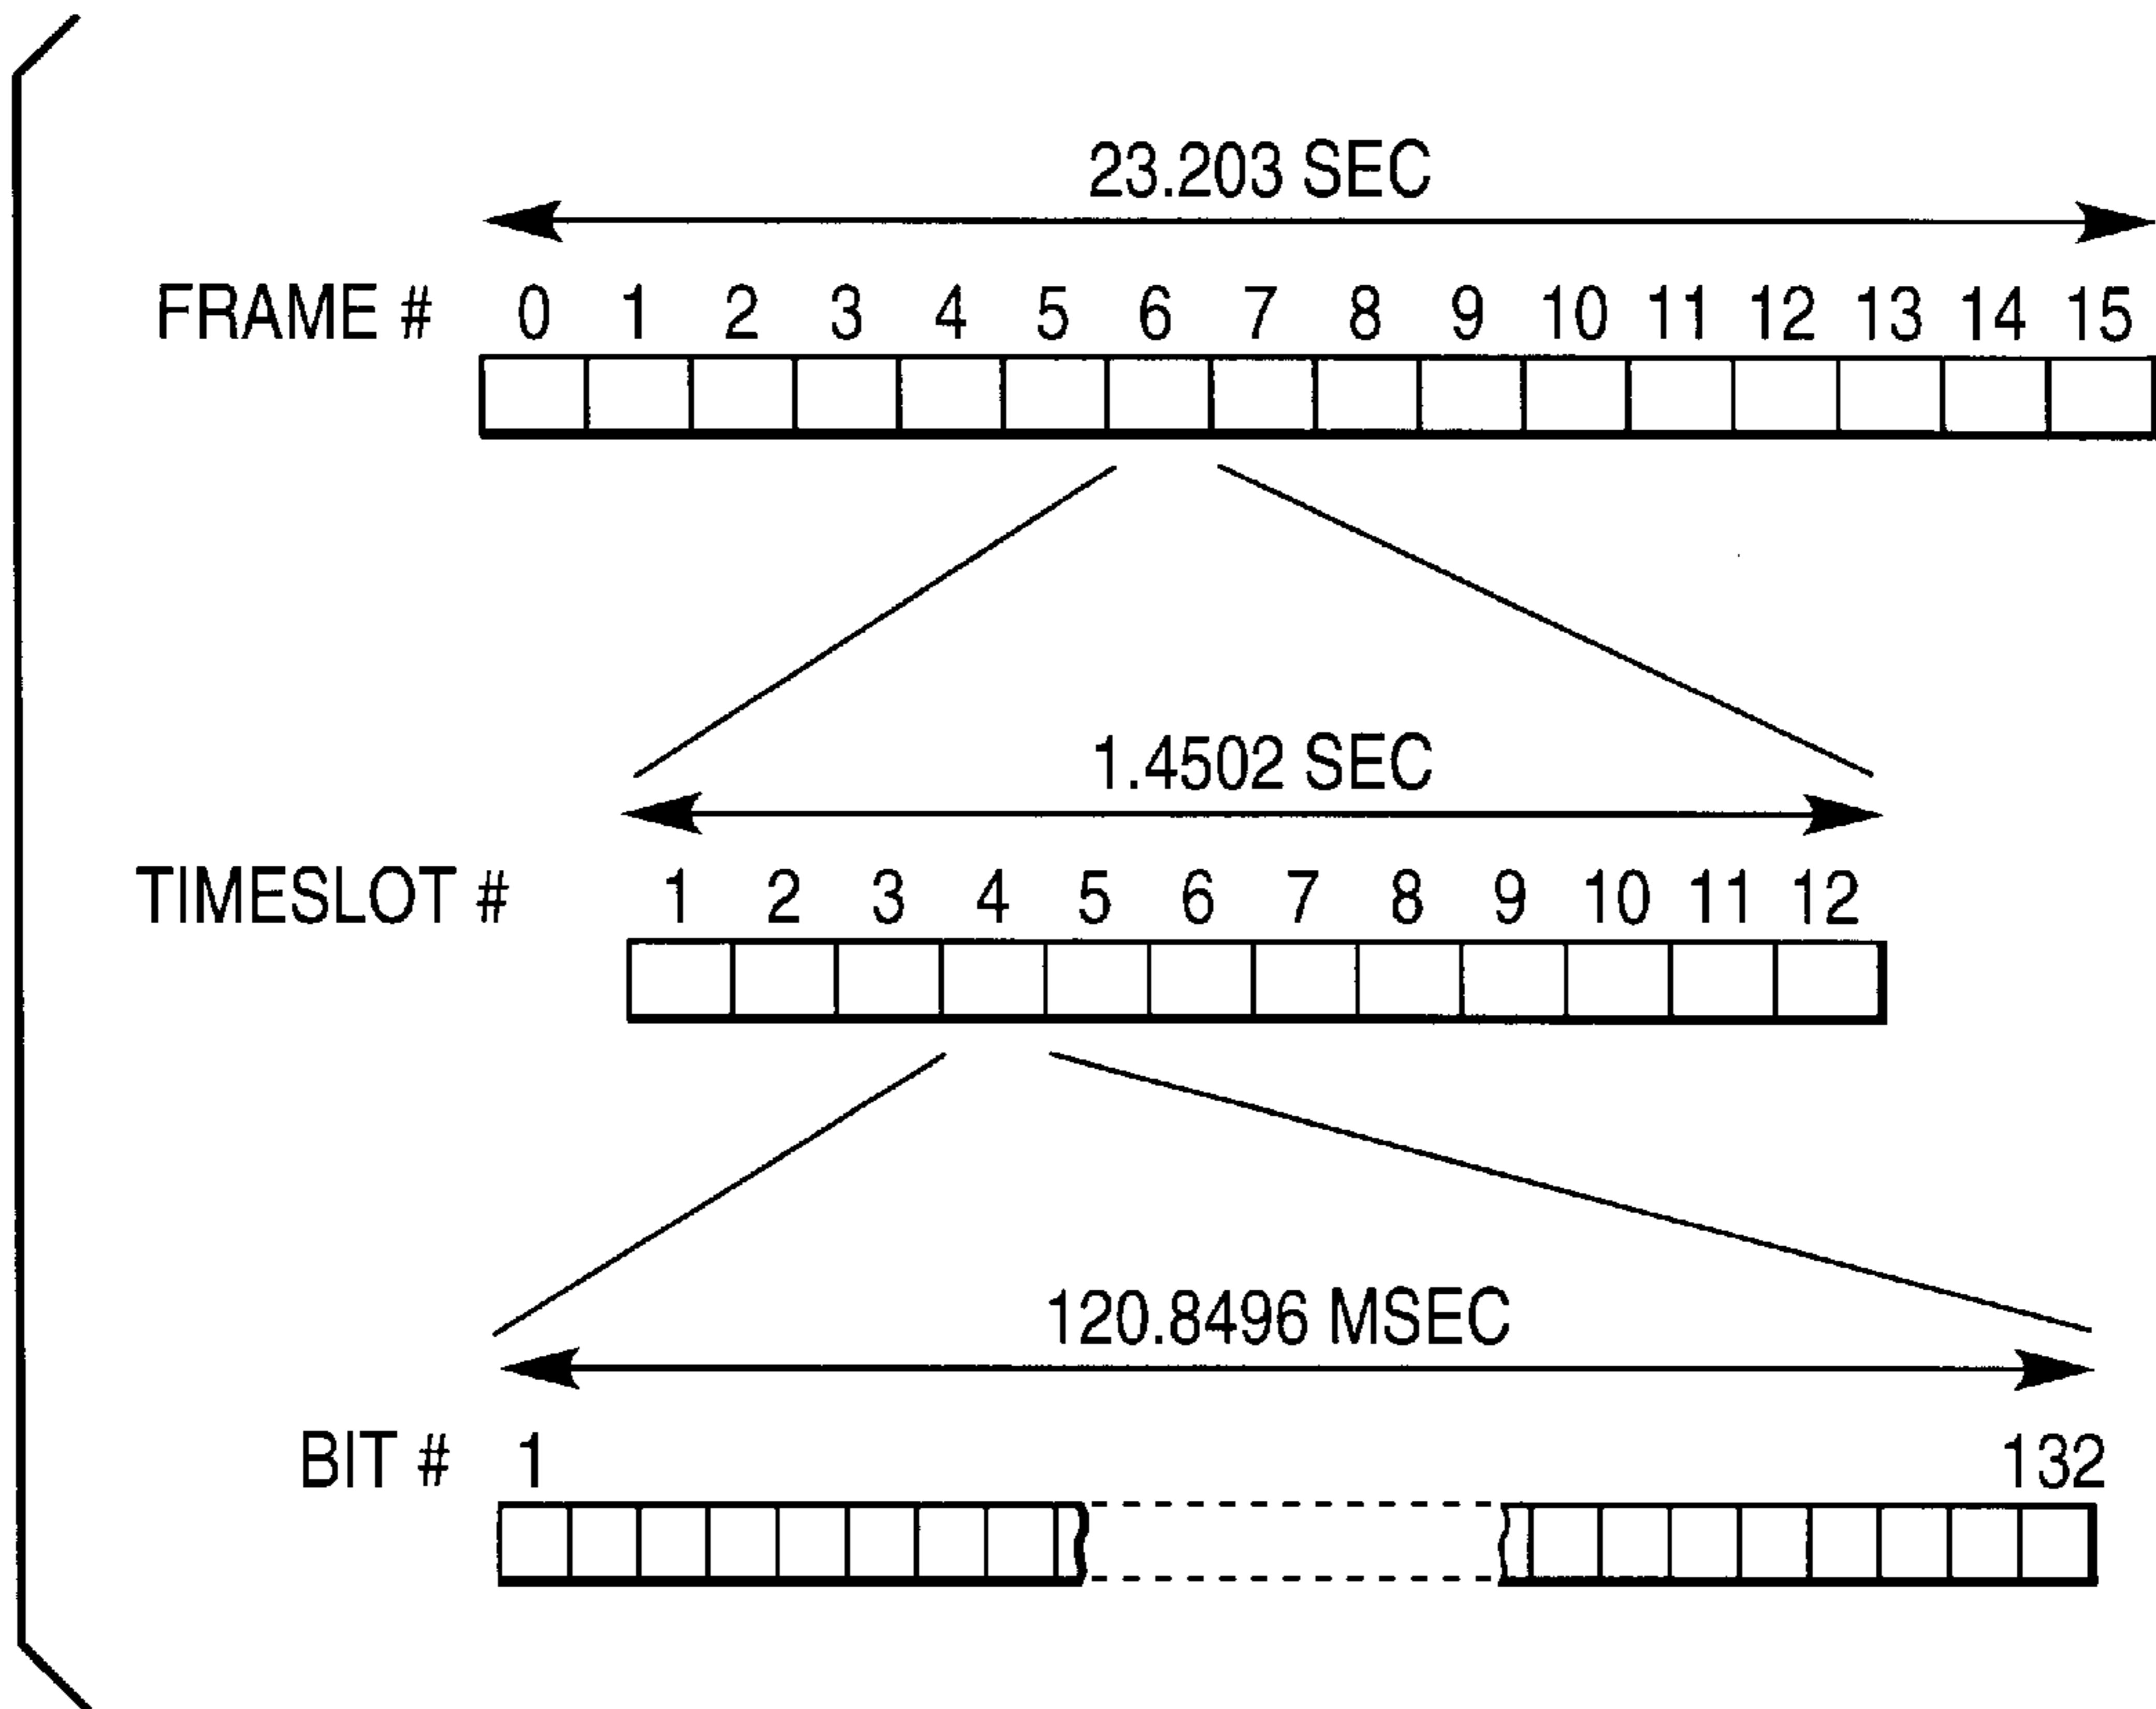 23.203 SEC
FRAME # 0 1 2 3 4 5 6 7 8 9 10 11 12 13 14 15
1.4502 SEC
TIMESLOT # 1 2 3 4 5 6 7 8 9 10 11 12
120.8496 MSEC
BIT # 1 132